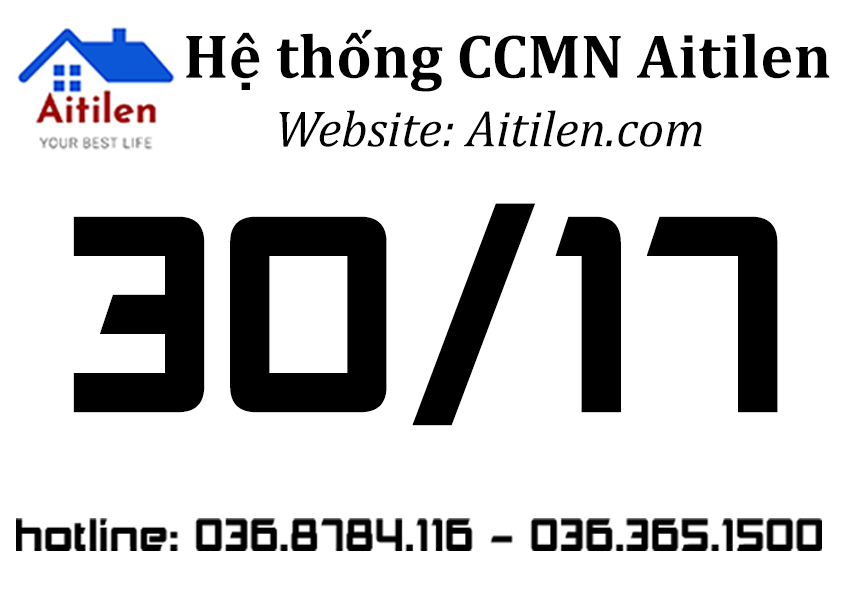 Hệ thống CCMN Aitilen
Aitilen
YOUR BEST LIFE
Website: Aitilen.com
30/17
hotline: 036.8784.116 - 036.365.1500